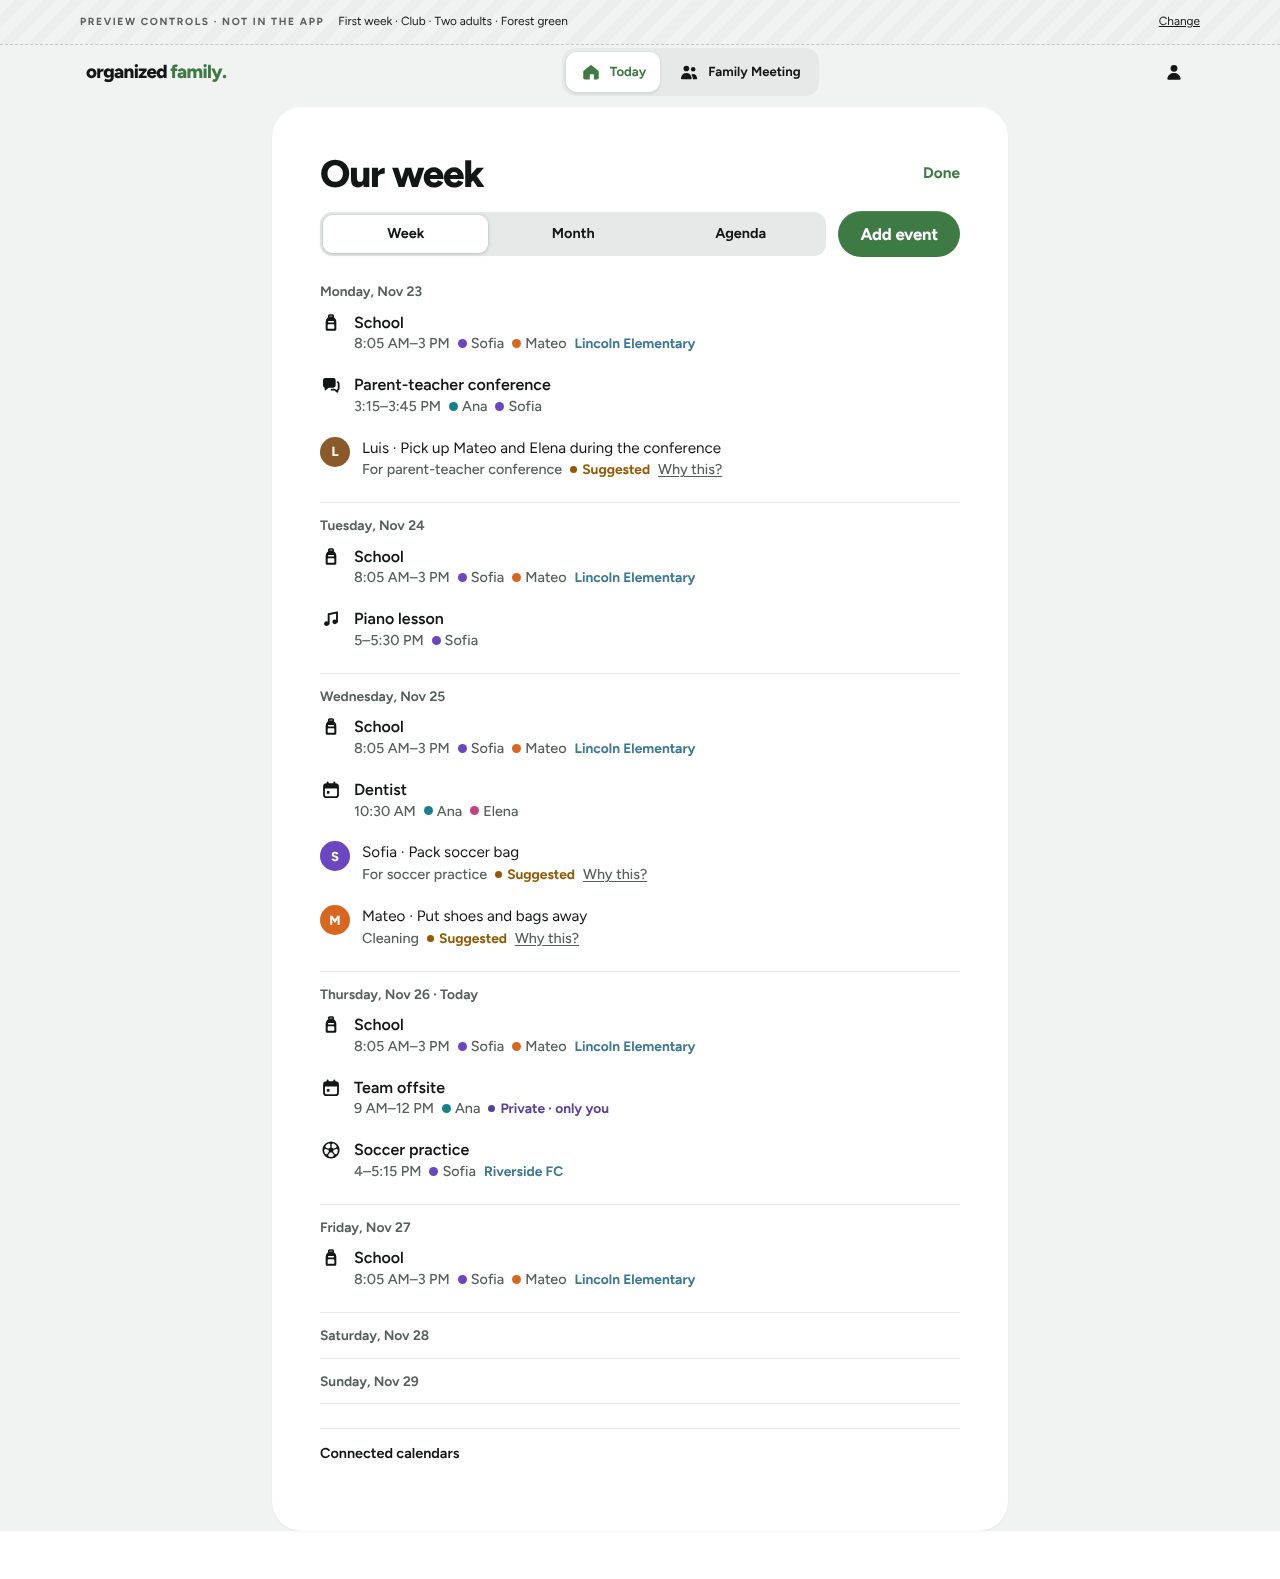 PREVIEW CONTROLS · NOT IN THE APP First week · Club · Two adults · Forest green Change
organized family. Today Family Meeting
Our week Done
Week Month Agenda Add event
Monday, Nov 23
School
8:05 AM–3 PM Sofia Mateo Lincoln Elementary
Parent-teacher conference
3:15–3:45 PM Ana Sofia
L Luis · Pick up Mateo and Elena during the conference
For parent-teacher conference Suggested Why this?
Tuesday, Nov 24
School
8:05 AM–3 PM Sofia Mateo Lincoln Elementary
Piano lesson
5–5:30 PM Sofia
Wednesday, Nov 25
School
8:05 AM–3 PM Sofia Mateo Lincoln Elementary
Dentist
10:30 AM Ana Elena
S Sofia · Pack soccer bag
For soccer practice Suggested Why this?
M Mateo · Put shoes and bags away
Cleaning Suggested Why this?
Thursday, Nov 26 · Today
School
8:05 AM–3 PM Sofia Mateo Lincoln Elementary
Team offsite
9 AM–12 PM Ana Private · only you
Soccer practice
4–5:15 PM Sofia Riverside FC
Friday, Nov 27
School
8:05 AM–3 PM Sofia Mateo Lincoln Elementary
Saturday, Nov 28
Sunday, Nov 29
Connected calendars